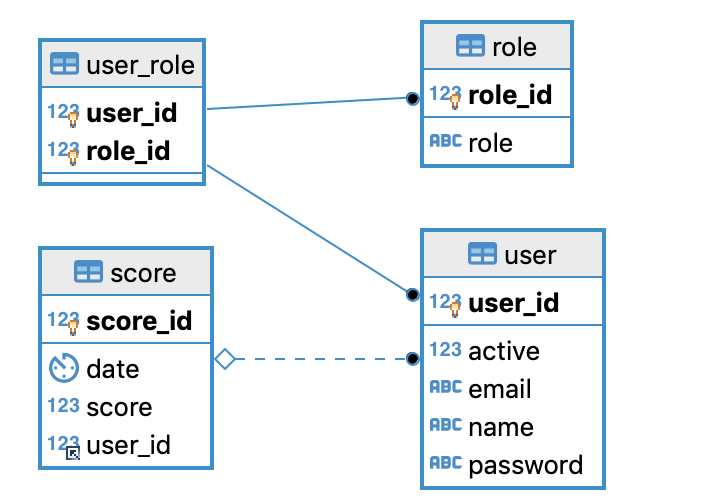 user_role
123 user_id
123 role_id
role
123 role_id
ABC role
score
123 score_id
date
123 score
123 user_id
user
123 user_id
123 active
ABC email
ABC name
ABC password